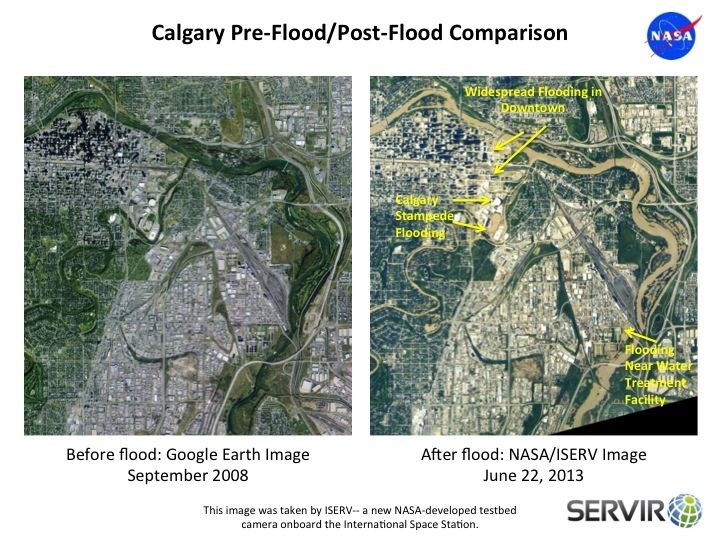 Calgary Pre-Flood/Post-Flood Comparison
NASA
Widespread Flooding in
Downtown
Calgary
Stampede
Flooding
Flooding
Near Water
Treatment
Facility
Before flood: Google Earth Image
September 2008
After flood: NASA/ISERV Image
June 22, 2013
This image was taken by ISERV-- a new NASA-developed testbed
camera onboard the International Space Station.
SERVIR